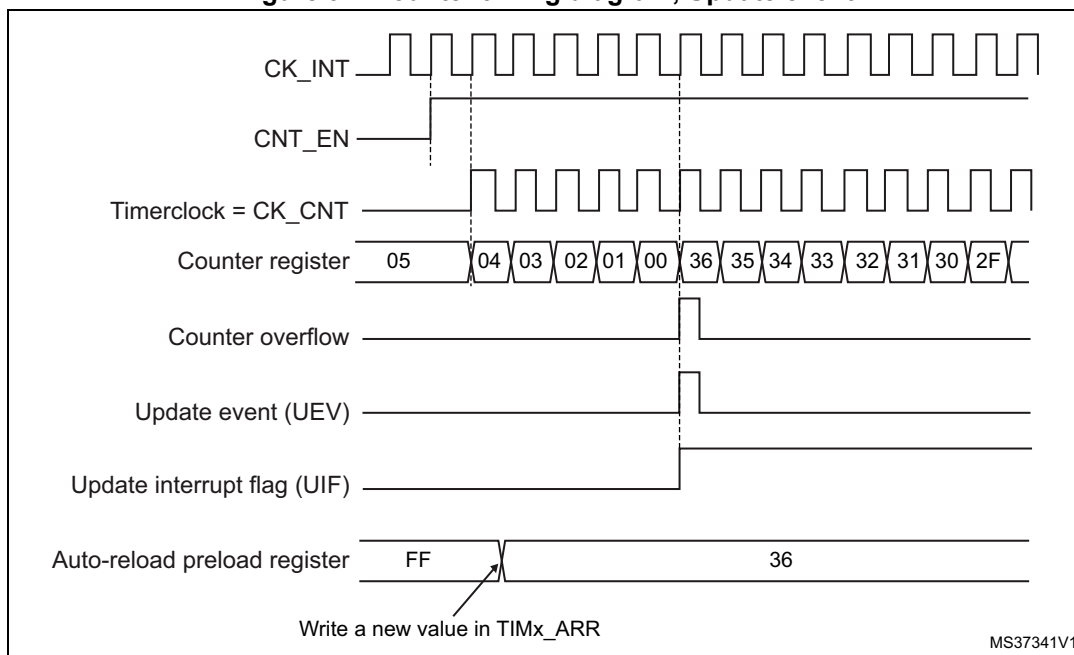 CK_INT
CNT_EN
Timerclock = CK_CNT
Counter register 05 04 03 02 01 00 36 35 34 33 32 31 30 2F
Counter overflow
Update event (UEV)
Update interrupt flag (UIF)
Auto-reload preload register FF 36
Write a new value in TIMx_ARR
MS37341V1